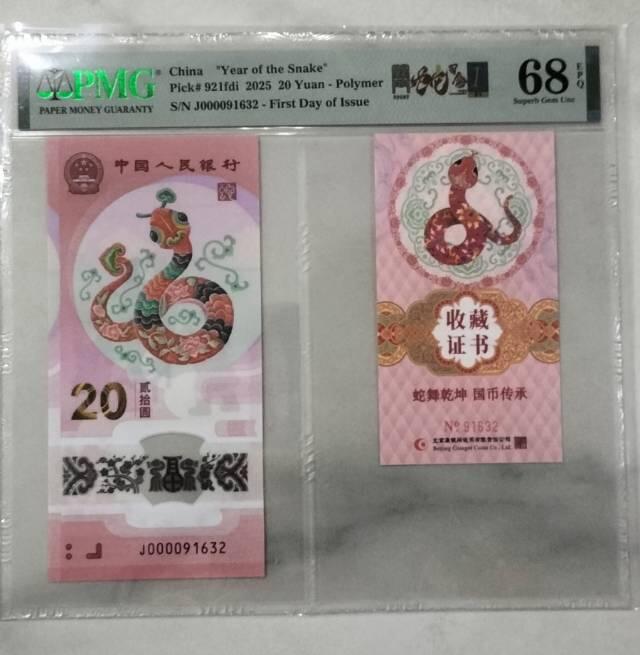 PMG
PAPER MONEY GUARANTY
China "Year of the Snake"
Pick# 921fdi 2025 20 Yuan - Polymer
S/N J000091632 - First Day of Issue
68
EPQ
Superb Gem Unc
中国人民银行
20
贰拾圆
福
J000091632
收藏
证书
蛇舞乾坤 国币传承
№ 91632